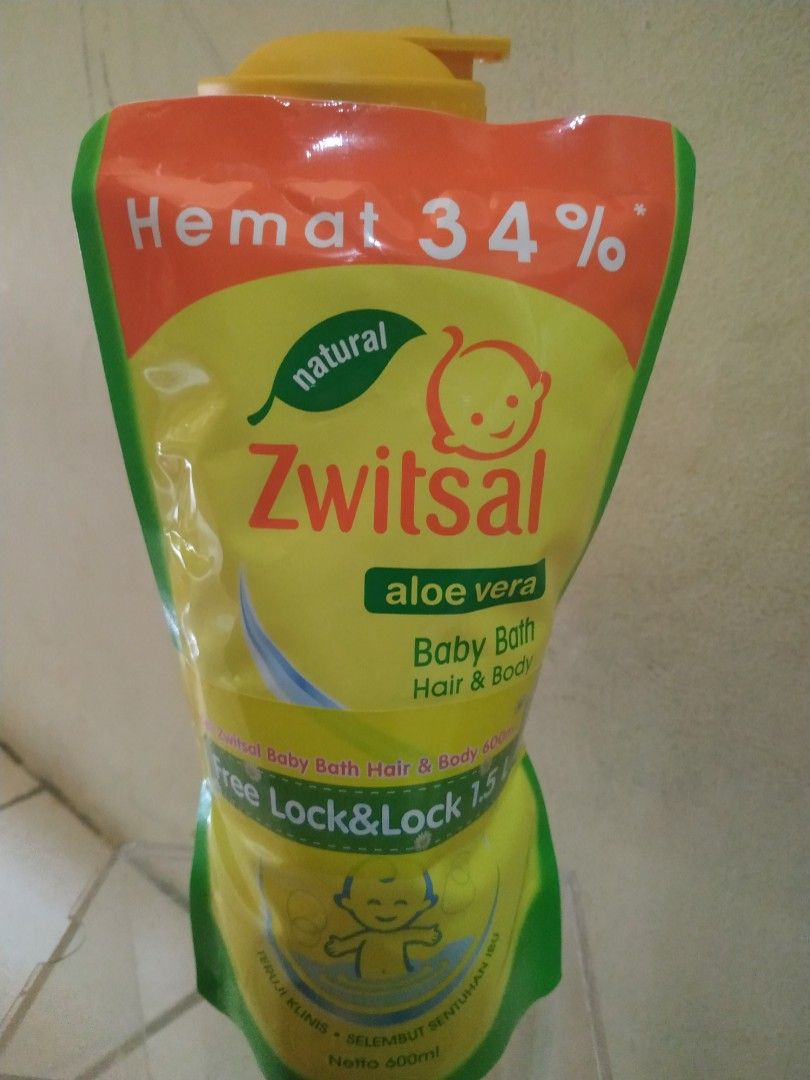 Hemat 34%*
natural
Zwitsal
aloe vera
Baby Bath
Hair & Body
Zwitsal Baby Bath Hair & Body 600m
Free Lock&Lock 1.5
TERUJI KLINIS • SELEMBUT SENTUHAN IBU
Netto 600ml